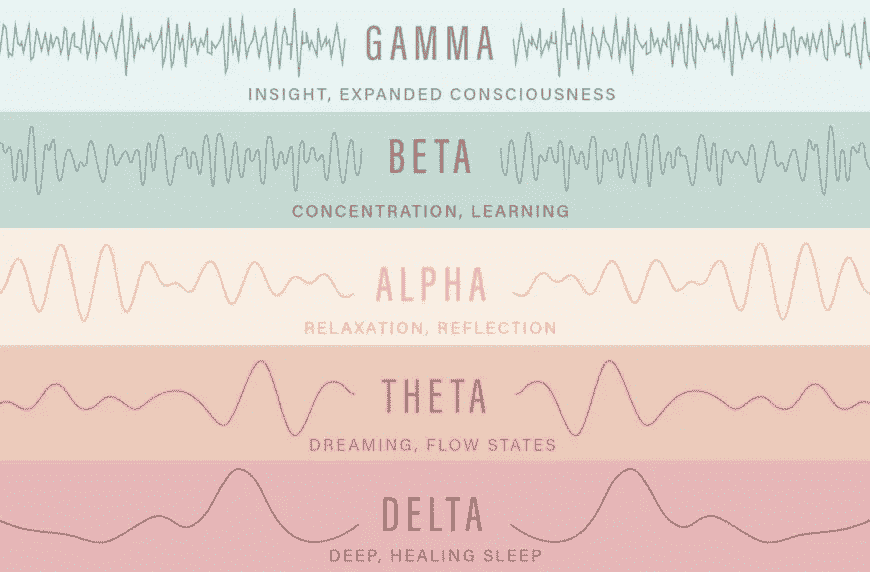 GAMMA
INSIGHT, EXPANDED CONSCIOUSNESS
BETA
CONCENTRATION, LEARNING
ALPHA
RELAXATION, REFLECTION
THETA
DREAMING, FLOW STATES
DELTA
DEEP, HEALING SLEEP